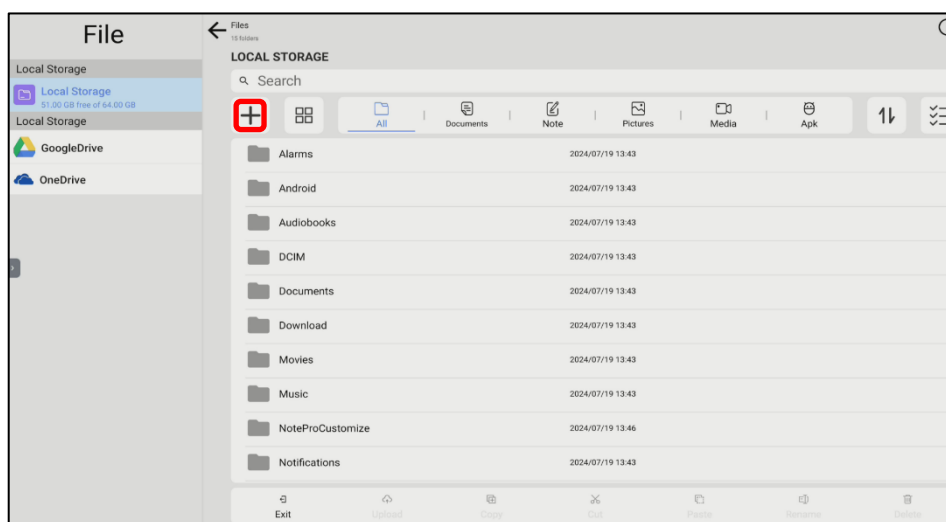 File
Local Storage
Local Storage
51.00 GB free of 64.00 GB
Local Storage
GoogleDrive
OneDrive
Files
15 folders
LOCAL STORAGE
Search
All
Documents
Note
Pictures
Media
Apk
Alarms 2024/07/19 13:43
Android 2024/07/19 13:43
Audiobooks 2024/07/19 13:43
DCIM 2024/07/19 13:43
Documents 2024/07/19 13:43
Download 2024/07/19 13:43
Movies 2024/07/19 13:43
Music 2024/07/19 13:43
NoteProCustomize 2024/07/19 13:46
Notifications 2024/07/19 13:43
Exit
Upload
Copy
Cut
Paste
Rename
Delete